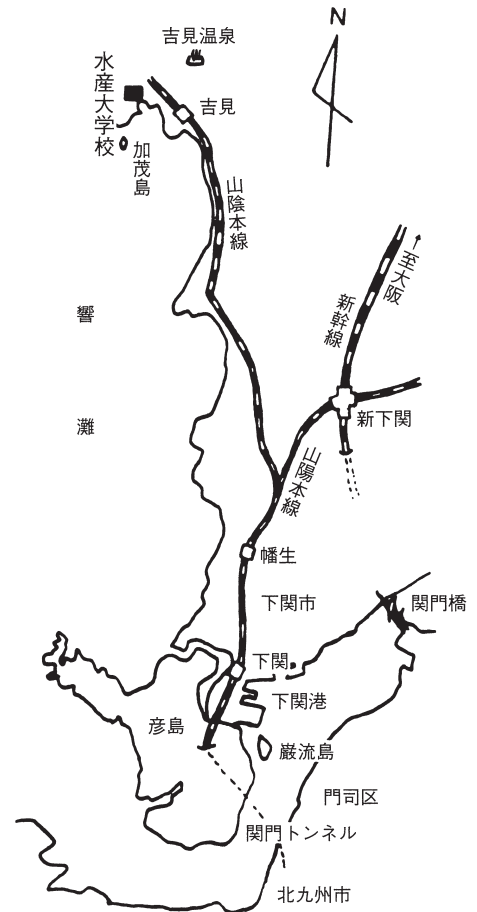 N
吉見温泉
水産大学校
吉見
加茂島
山陰本線
↑至大阪
新幹線
響灘
新下関
山陽本線
幡生
下関市
関門橋
下関
下関港
彦島
巌流島
門司区
関門トンネル
北九州市